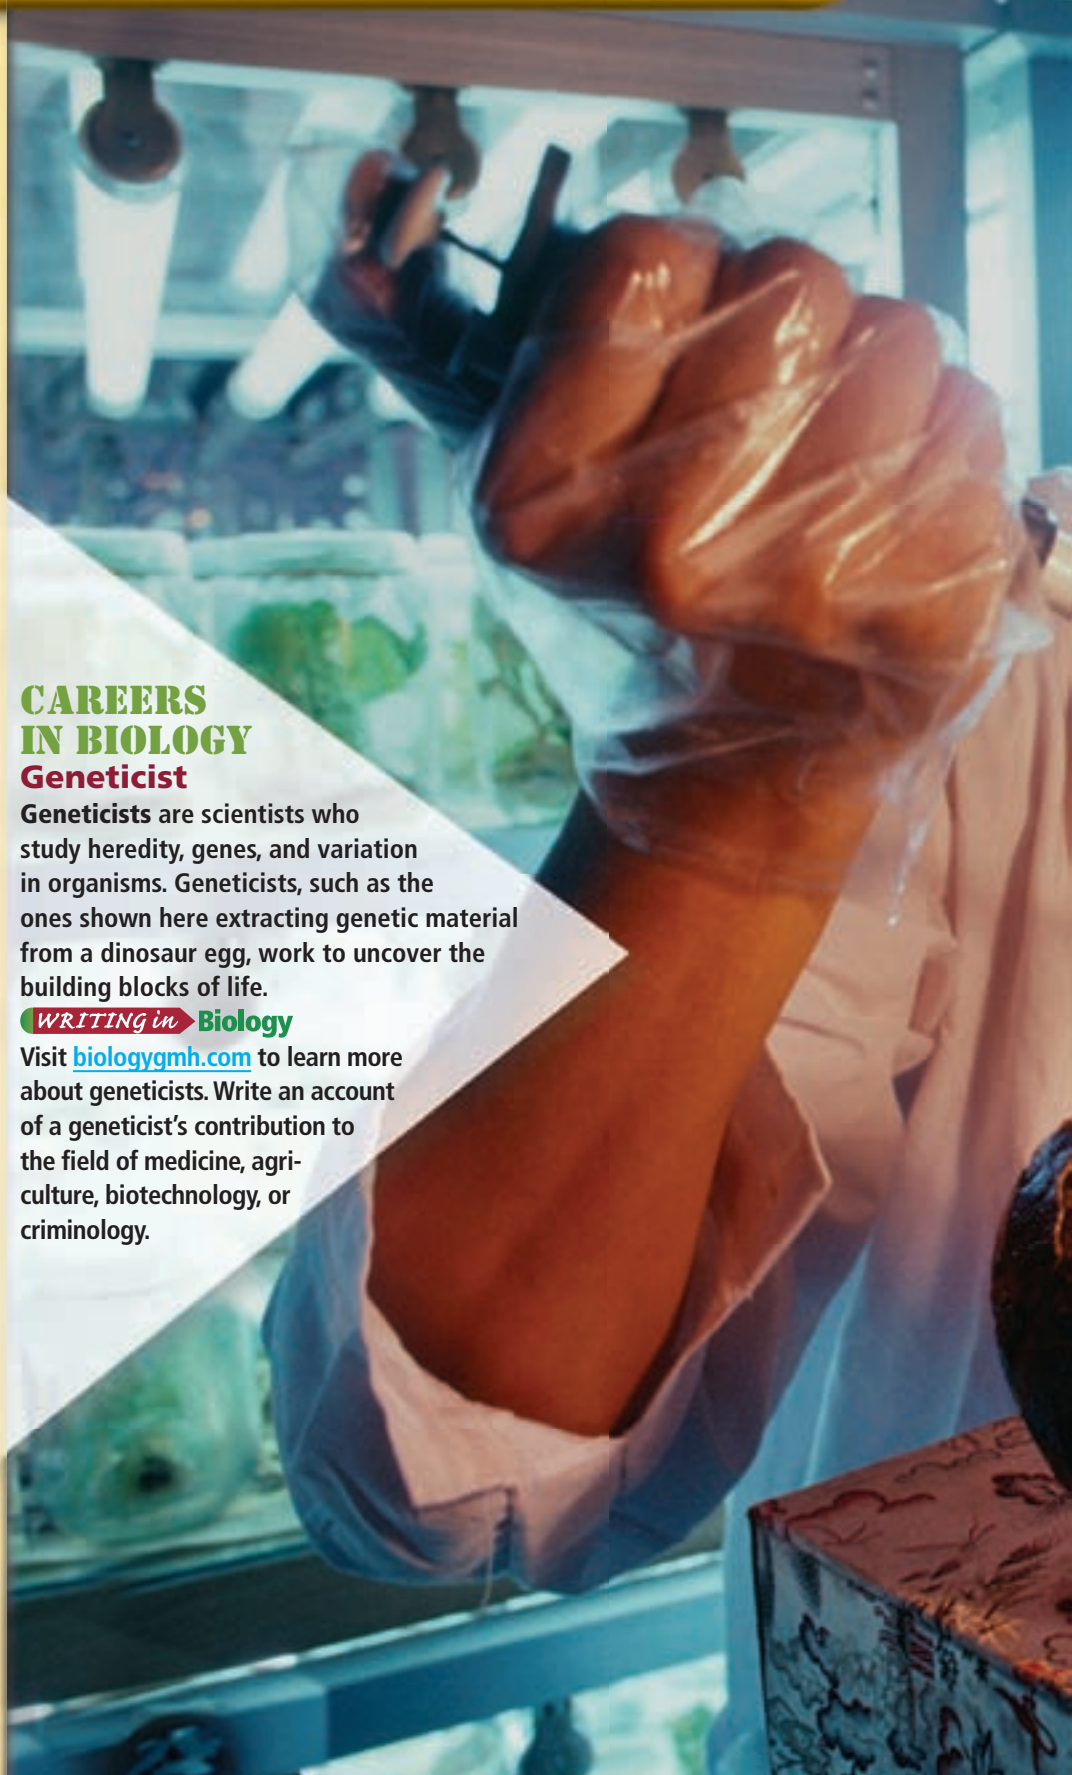 CAREERS
IN BIOLOGY
Geneticist
Geneticists are scientists who
study heredity, genes, and variation
in organisms. Geneticists, such as the
ones shown here extracting genetic material
from a dinosaur egg, work to uncover the
building blocks of life.
WRITING in Biology
Visit biologygmh.com to learn more
about geneticists. Write an account
of a geneticist's contribution to
the field of medicine, agri-
culture, biotechnology, or
criminology.